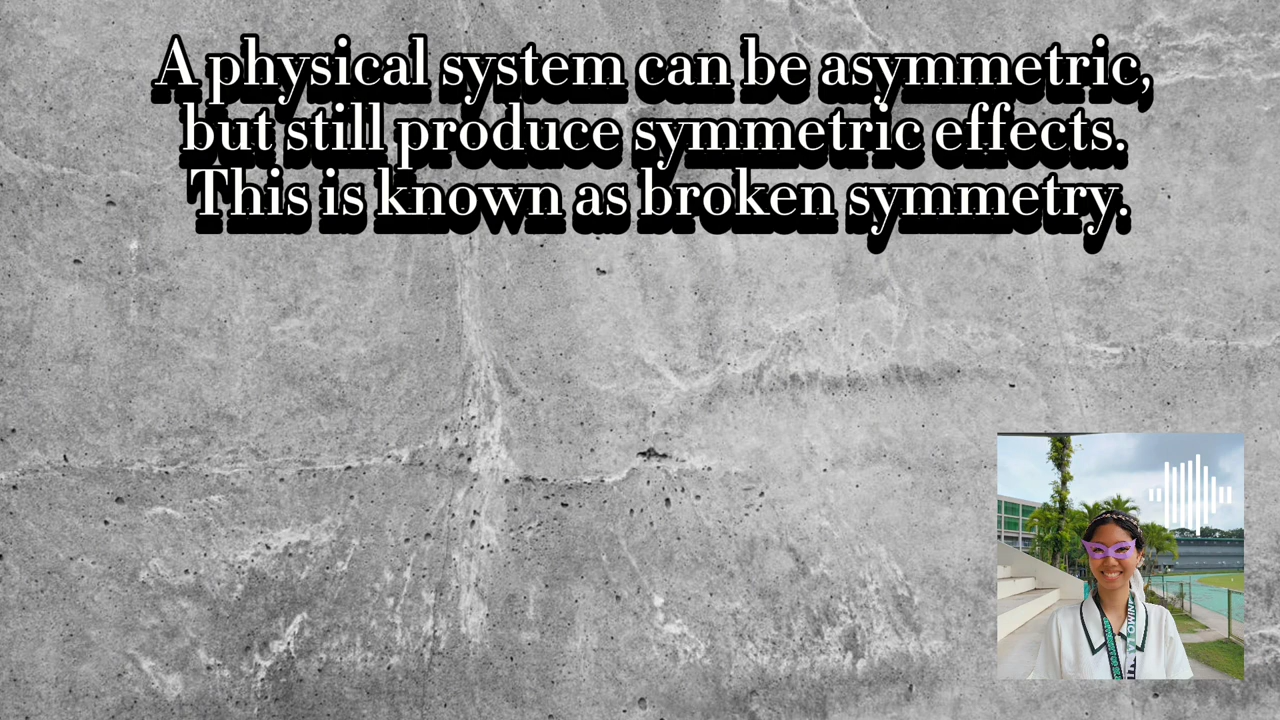 A physical system can be asymmetric,
but still produce symmetric effects.
This is known as broken symmetry.